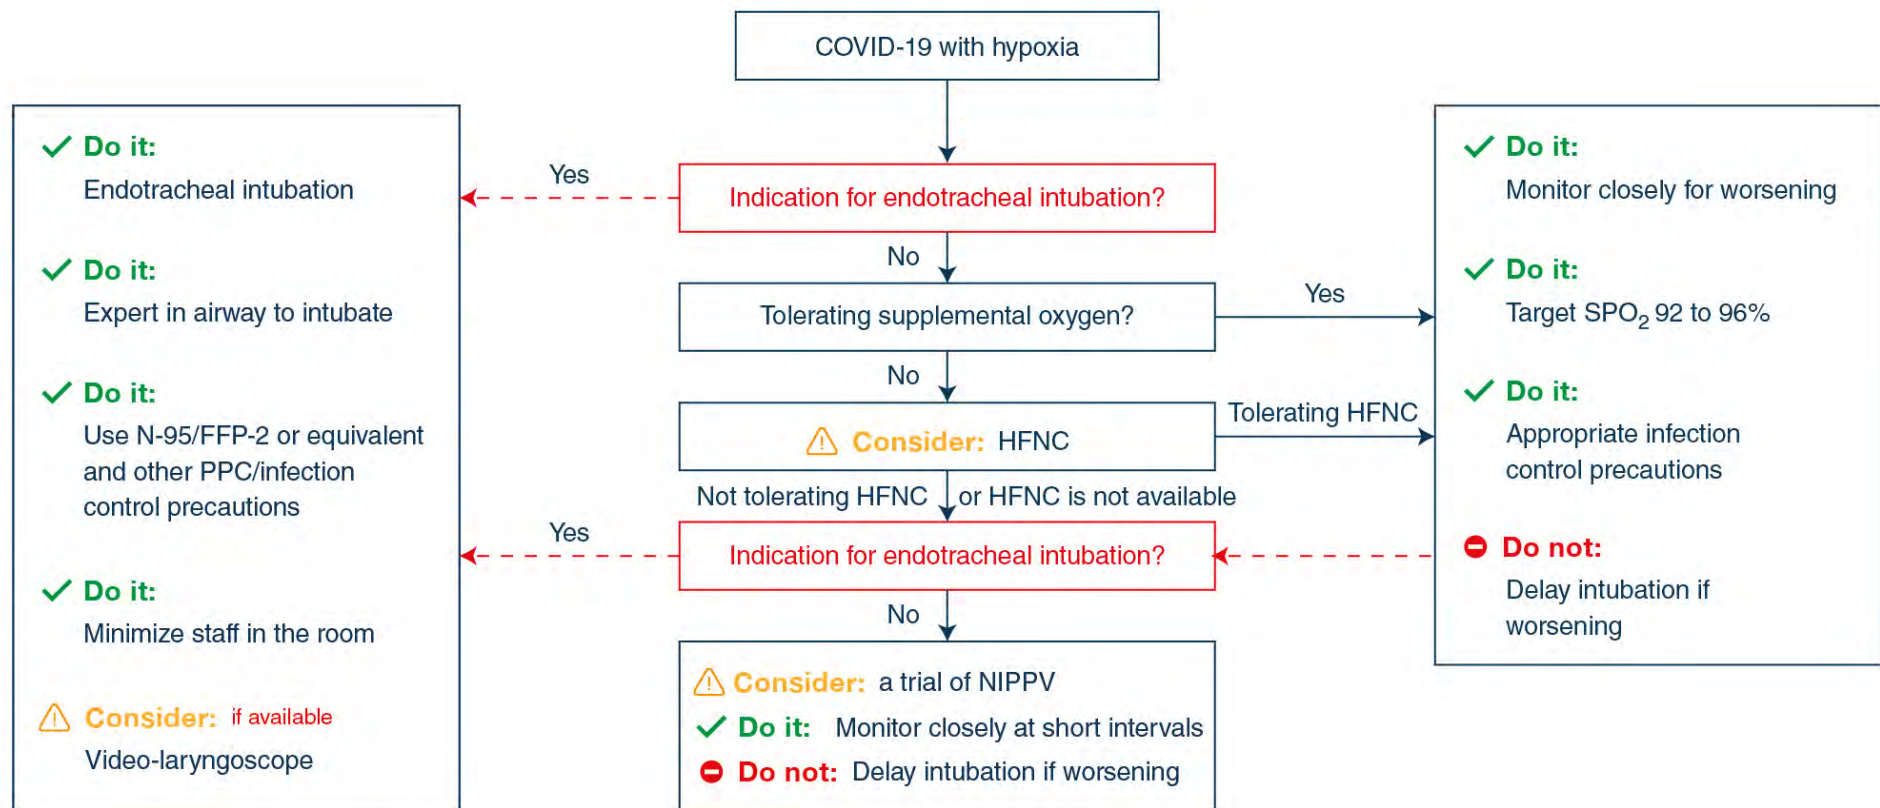 COVID-19 with hypoxia
Indication for endotracheal intubation?
Yes
No
Tolerating supplemental oxygen?
Yes
No
Consider: HFNC
Tolerating HFNC
Not tolerating HFNC or HFNC is not available
Indication for endotracheal intubation?
Yes
No
Consider: a trial of NIPPV
Do it: Monitor closely at short intervals
Do not: Delay intubation if worsening
Do it:
Endotracheal intubation
Do it:
Expert in airway to intubate
Do it:
Use N-95/FFP-2 or equivalent
and other PPC/infection
control precautions
Do it:
Minimize staff in the room
Consider: if available
Video-laryngoscope
Do it:
Monitor closely for worsening
Do it:
Target SPO2 92 to 96%
Do it:
Appropriate infection
control precautions
Do not:
Delay intubation if
worsening